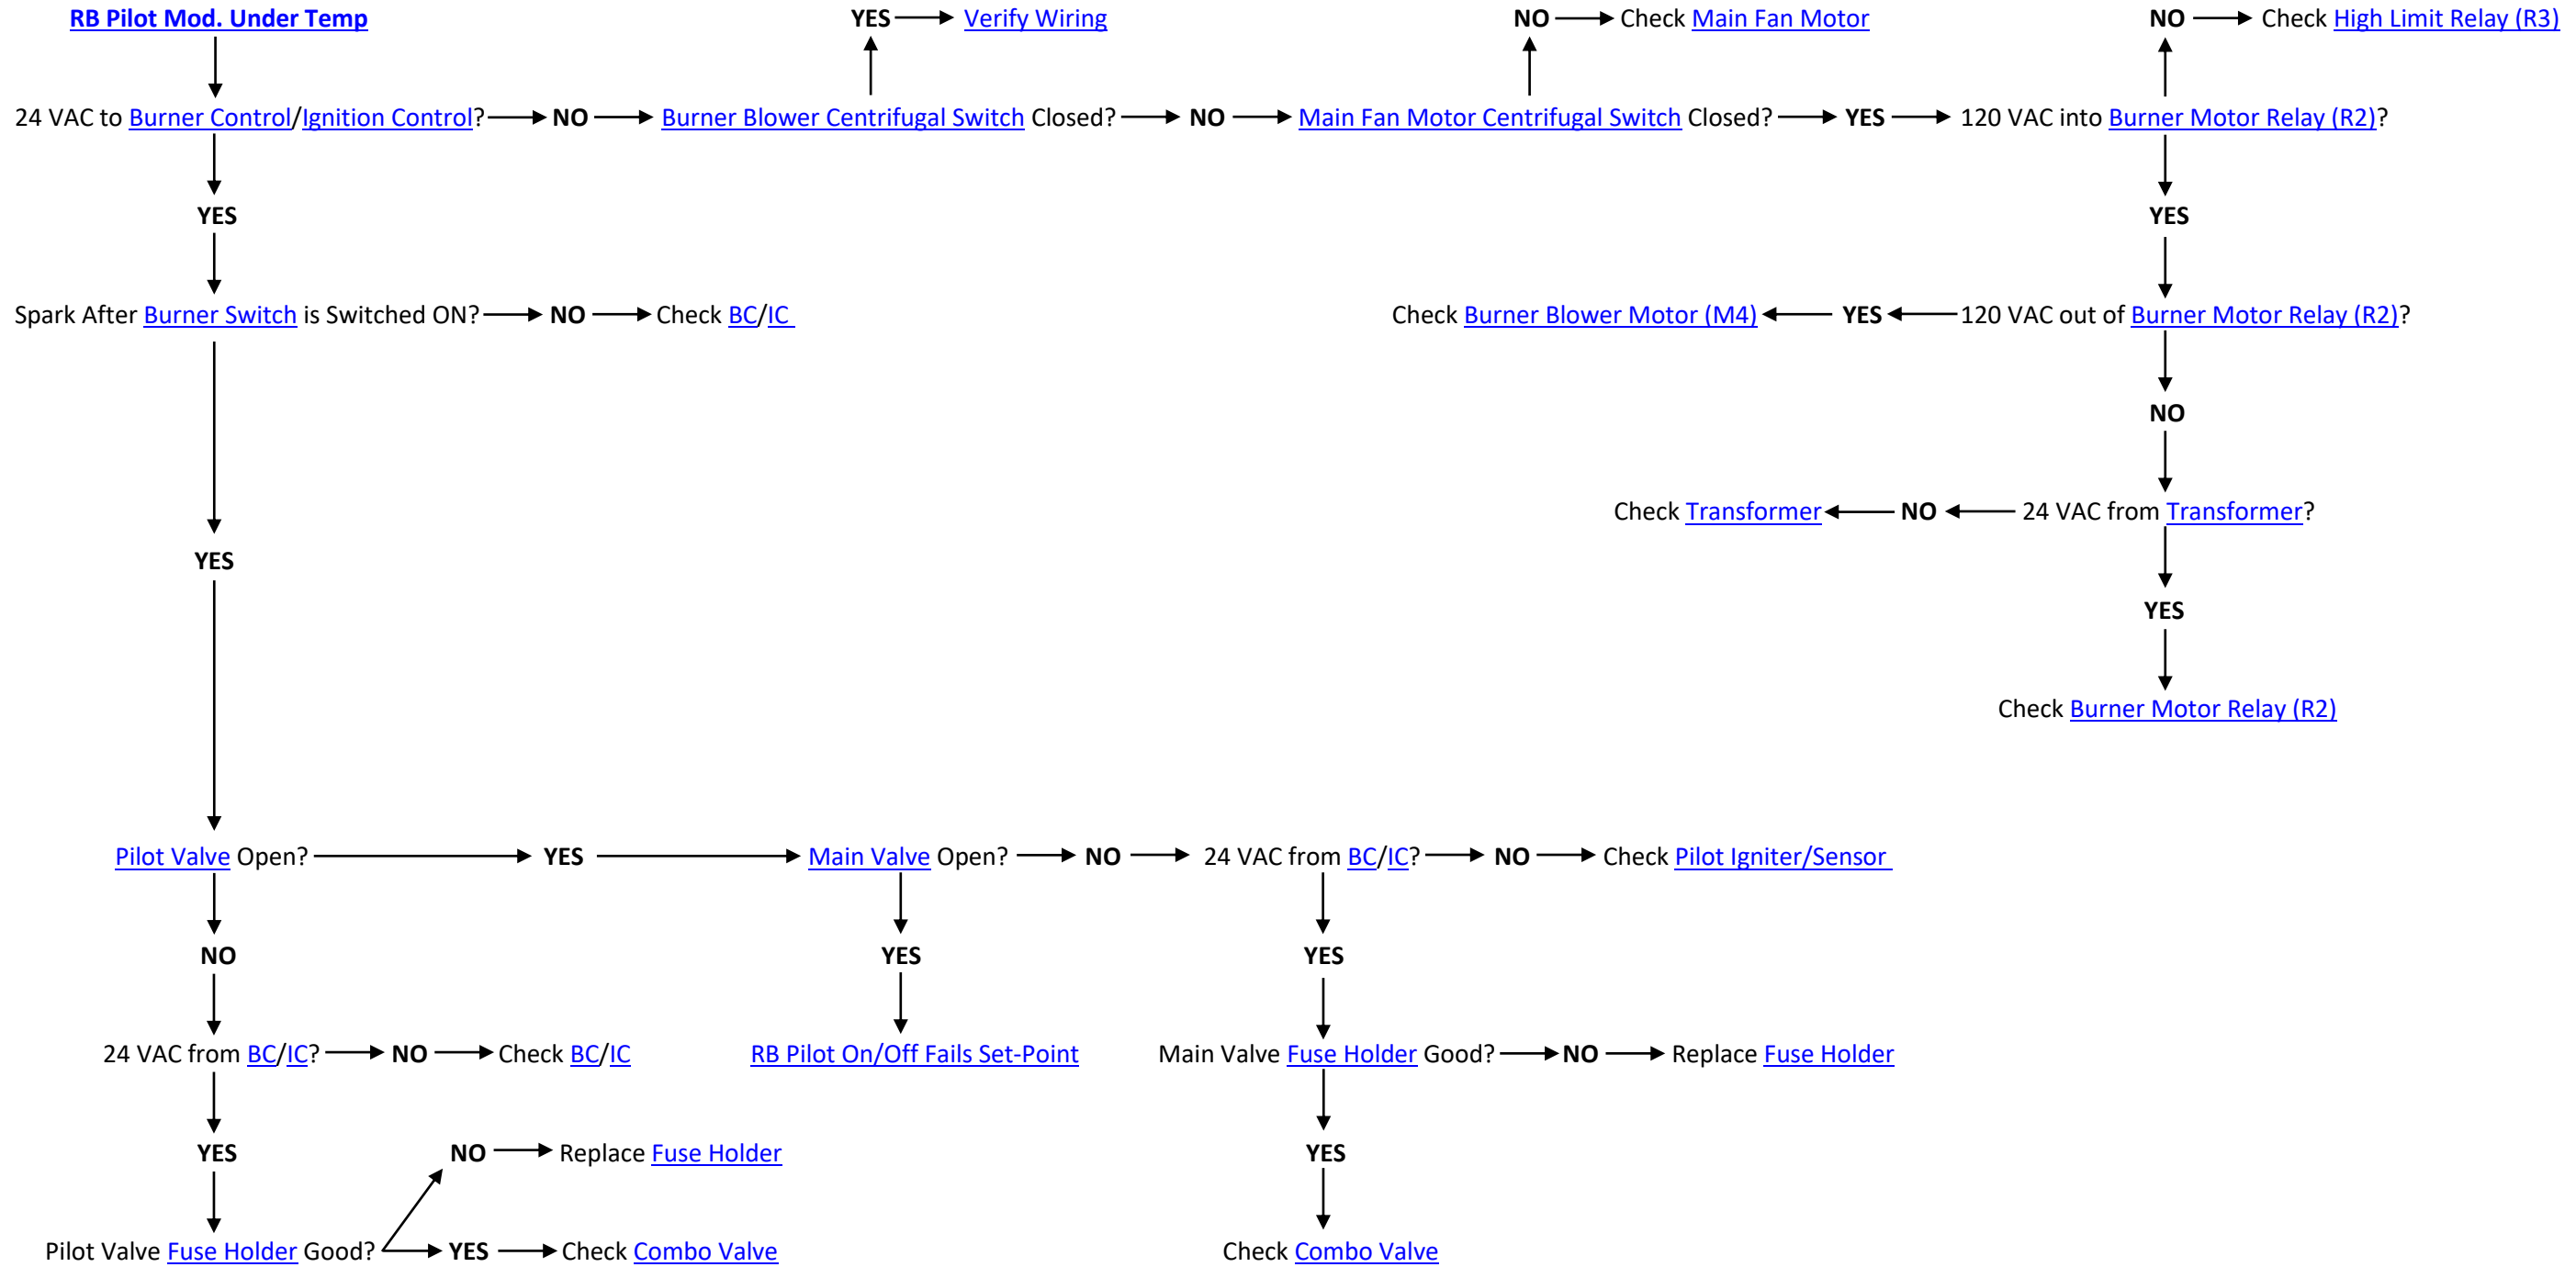 RB Pilot Mod. Under Temp
YES
Verify Wiring
NO
Check Main Fan Motor
NO
Check High Limit Relay (R3)
24 VAC to Burner Control/Ignition Control?
NO
Burner Blower Centrifugal Switch Closed?
NO
Main Fan Motor Centrifugal Switch Closed?
YES
120 VAC into Burner Motor Relay (R2)?
YES
YES
Spark After Burner Switch is Switched ON?
NO
Check BC/IC
Check Burner Blower Motor (M4)
YES
120 VAC out of Burner Motor Relay (R2)?
NO
Check Transformer
NO
24 VAC from Transformer?
YES
YES
Check Burner Motor Relay (R2)
Pilot Valve Open?
YES
Main Valve Open?
NO
24 VAC from BC/IC?
NO
Check Pilot Igniter/Sensor
NO
YES
YES
24 VAC from BC/IC?
NO
Check BC/IC
RB Pilot On/Off Fails Set-Point
Main Valve Fuse Holder Good?
NO
Replace Fuse Holder
YES
NO
Replace Fuse Holder
YES
Pilot Valve Fuse Holder Good?
YES
Check Combo Valve
Check Combo Valve